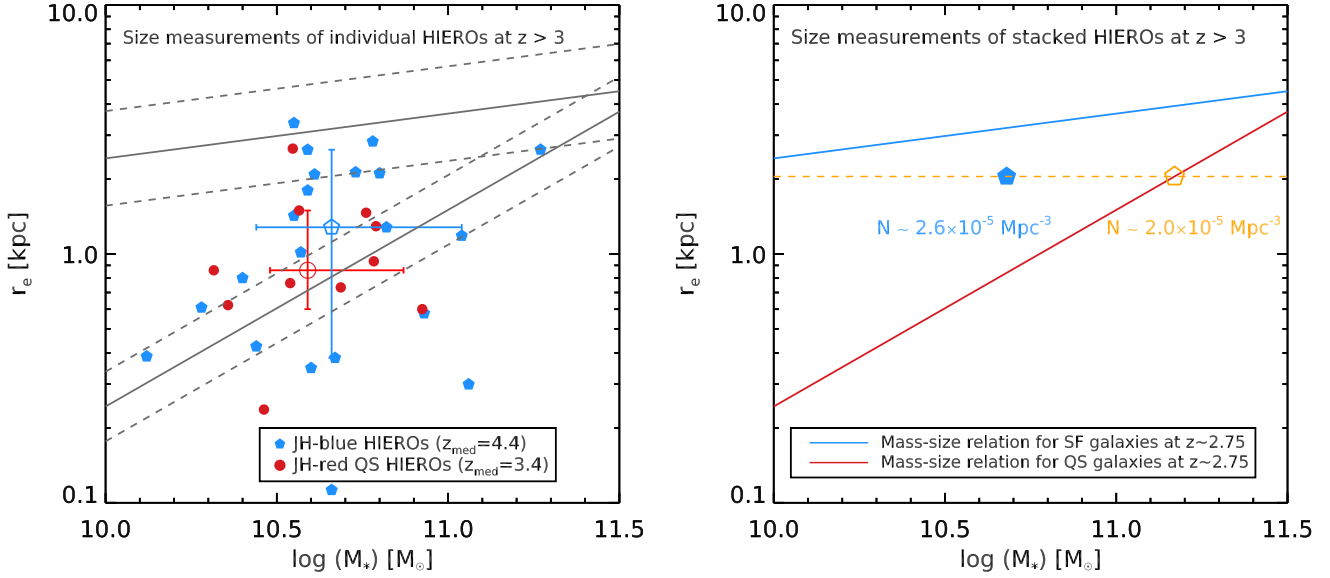 Size measurements of individual HIEROs at z > 3
10.0
1.0
0.1
r_e [kpc]
JH-blue HIEROs (z_med=4.4)
JH-red QS HIEROs (z_med=3.4)
10.0 10.5 11.0 11.5
log (M_*) [M_☉]
Size measurements of stacked HIEROs at z > 3
10.0
1.0
0.1
r_e [kpc]
N ~ 2.6×10^-5 Mpc^-3
N ~ 2.0×10^-5 Mpc^-3
Mass-size relation for SF galaxies at z~2.75
Mass-size relation for QS galaxies at z~2.75
10.0 10.5 11.0 11.5
log (M_*) [M_☉]